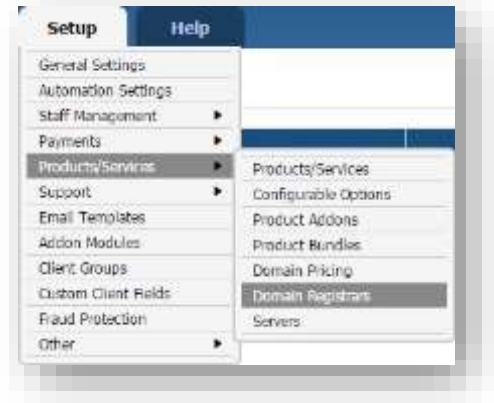 Setup Help
General Settings
Automation Settings
Staff Management
Payments
Products/Services
Support
Email Templates
Addon Modules
Client Groups
Custom Client Fields
Fraud Protection
Other
Products/Services
Configurable Options
Product Addons
Product Bundles
Domain Pricing
Domain Registrars
Servers